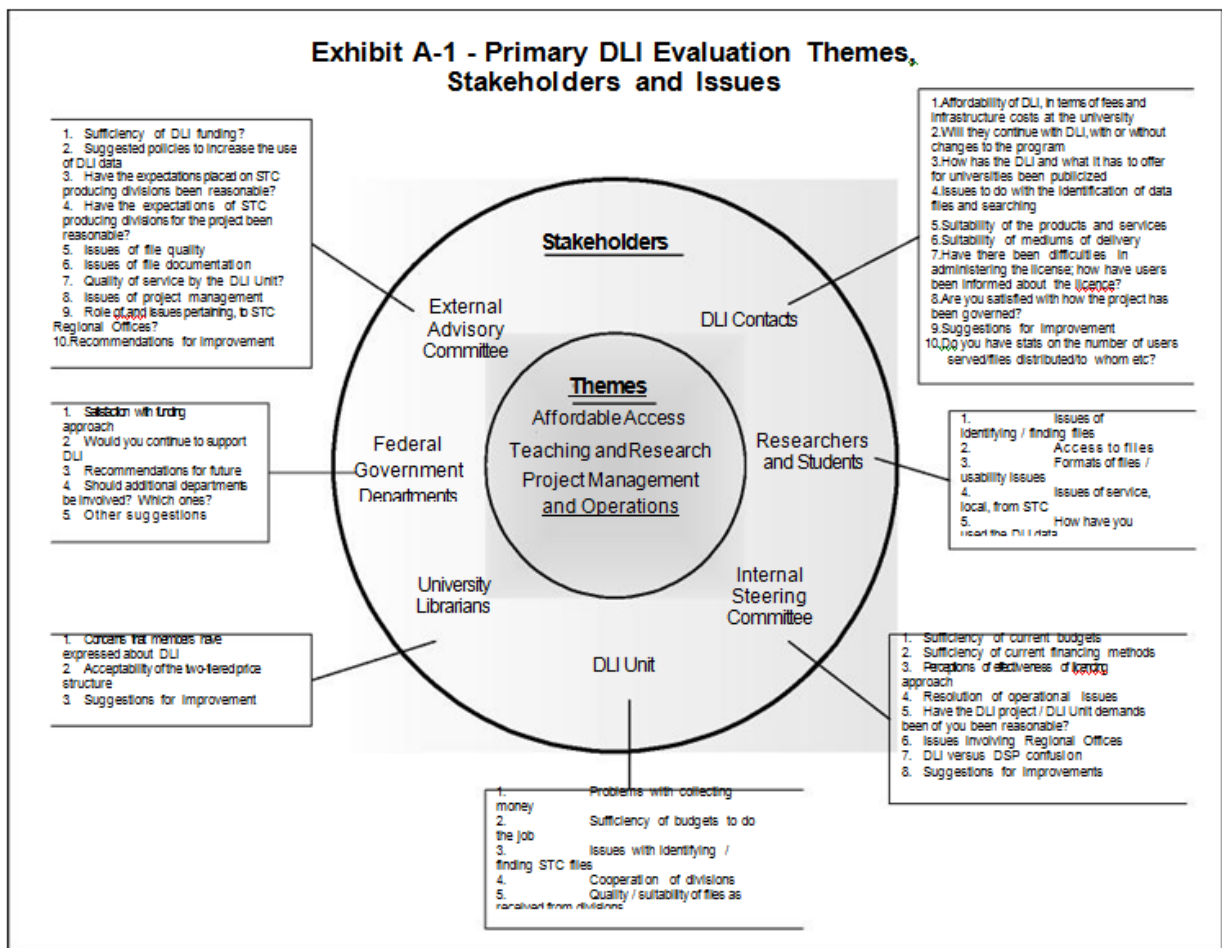 Exhibit A-1 - Primary DLI Evaluation Themes,
Stakeholders and Issues
1. Sufficiency of DLI funding?
2. Suggested policies to increase the use
of DLI data
3. Have the expectations placed on STC
producing divisions been reasonable?
4. Have the expectations of STC
producing divisions for the project been
reasonable?
5. Issues of file quality
6. Issues of file documentation
7. Quality of service by the DLI Unit?
8. Issues of project management
9. Role of,and issues pertaining, to STC
Regional Offices?
10.Recommendations for improvement
1.Affordability of DLI, in terms of fees and
infrastructure costs at the university
2.Will they continue with DLI, with or without
changes to the program
3.How has the DLI and what it has to offer
for universities been publicized
4.Issues to do with the identification of data
files and searching
5.Suitability of the products and services
6.Suitability of mediums of delivery
7.Have there been difficulties in
administering the license; how have users
been informed about the licence?
8.Are you satisfied with how the project has
been governed?
9.Suggestions for improvement
10.Do you have stats on the number of users
served/files distributed/to whom etc?
Stakeholders
External
Advisory
Committee
DLI Contacts
Federal
Government
Departments
Researchers
and Students
University
Librarians
Internal
Steering
Committee
DLI Unit
Themes
Affordable Access
Teaching and Research
Project Management
and Operations
1. Satisfaction with funding
approach
2. Would you continue to support
DLI
3. Recommendations for future
4. Should additional departments
be involved? Which ones?
5. Other suggestions
1. Issues of
identifying / finding files
2. Access to files
3. Formats of files /
usability issues
4. Issues of service,
local, from STC
5. How have you
used the DLI data
1. Concerns that members have
expressed about DLI
2. Acceptability of the two-tiered price
structure
3. Suggestions for improvement
1. Sufficiency of current budgets
2. Sufficiency of current financing methods
3. Perceptions of effectiveness of licencing
approach
4. Resolution of operational issues
5. Have the DLI project / DLI Unit demands
been of you been reasonable?
6. Issues involving Regional Offices
7. DLI versus DSP confusion
8. Suggestions for improvements
1. Problems with collecting
money
2. Sufficiency of budgets to do
the job
3. Issues with identifying /
finding STC files
4. Cooperation of divisions
5. Quality / suitability of files as
received from divisions